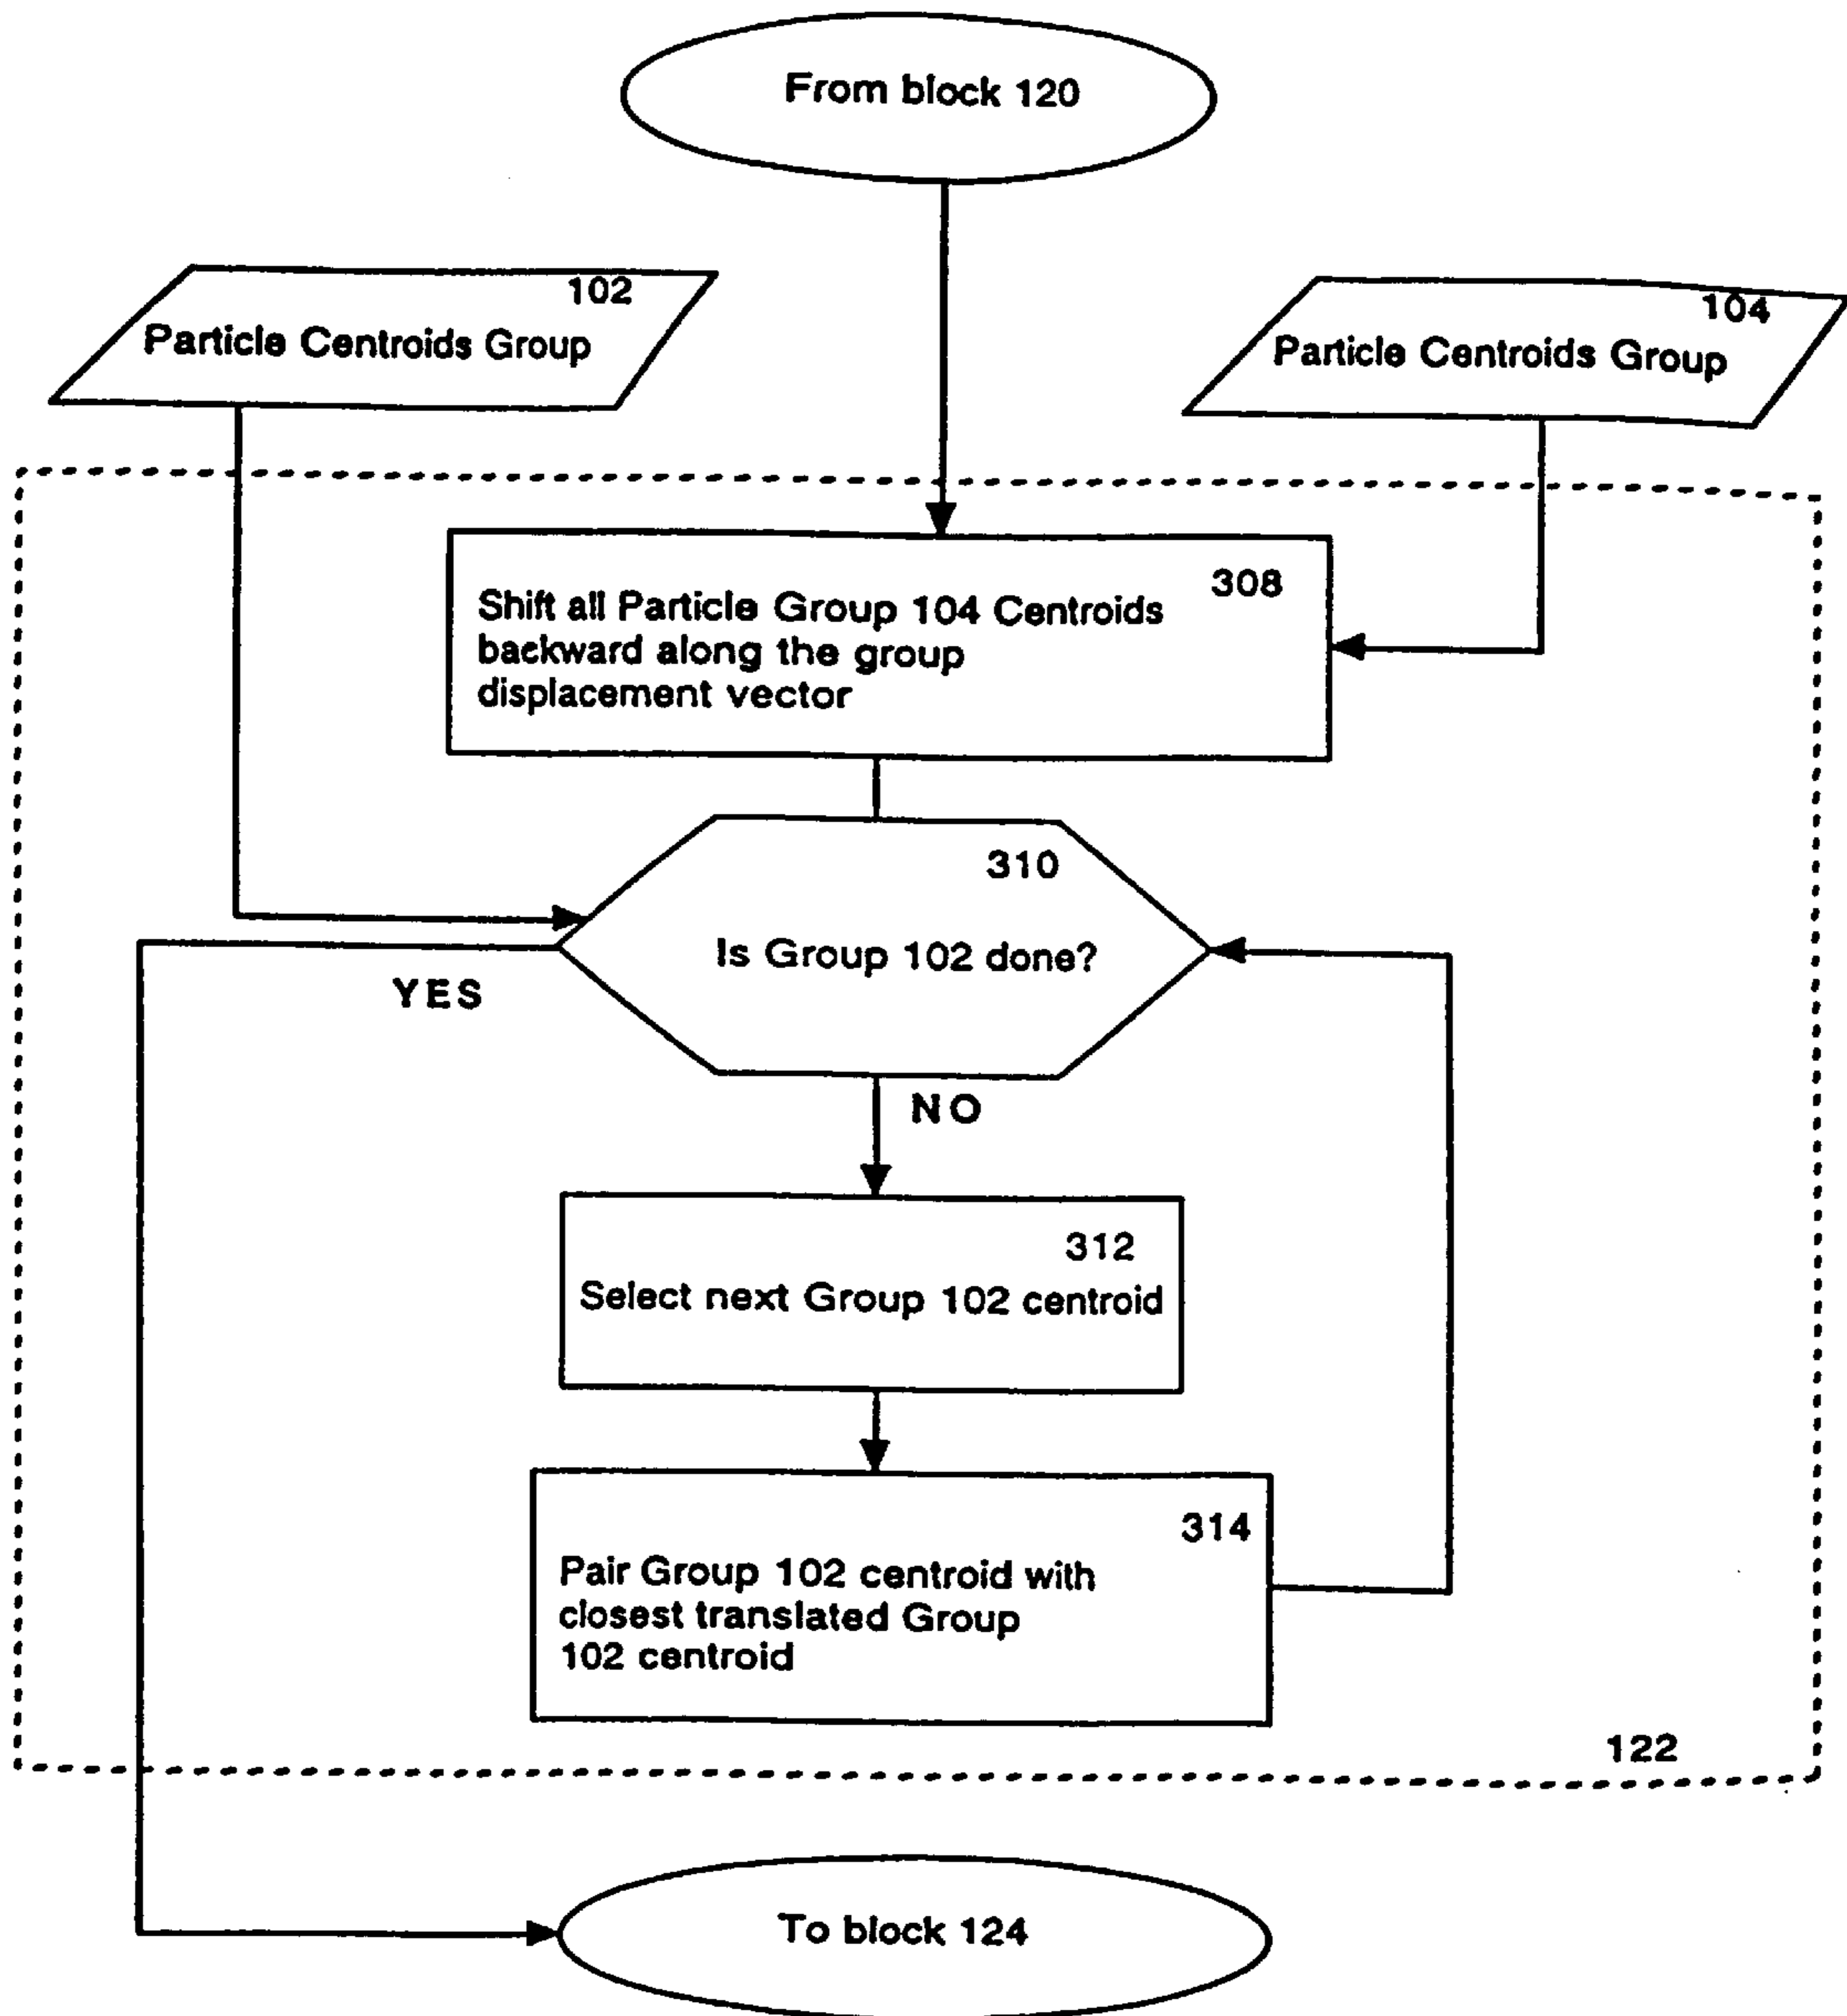 From block 120
102
Particle Centroids Group
104
Particle Centroids Group
308
Shift all Particle Group 104 Centroids
backward along the group
displacement vector
310
Is Group 102 done?
YES
NO
312
Select next Group 102 centroid
314
Pair Group 102 centroid with
closest translated Group
102 centroid
122
To block 124